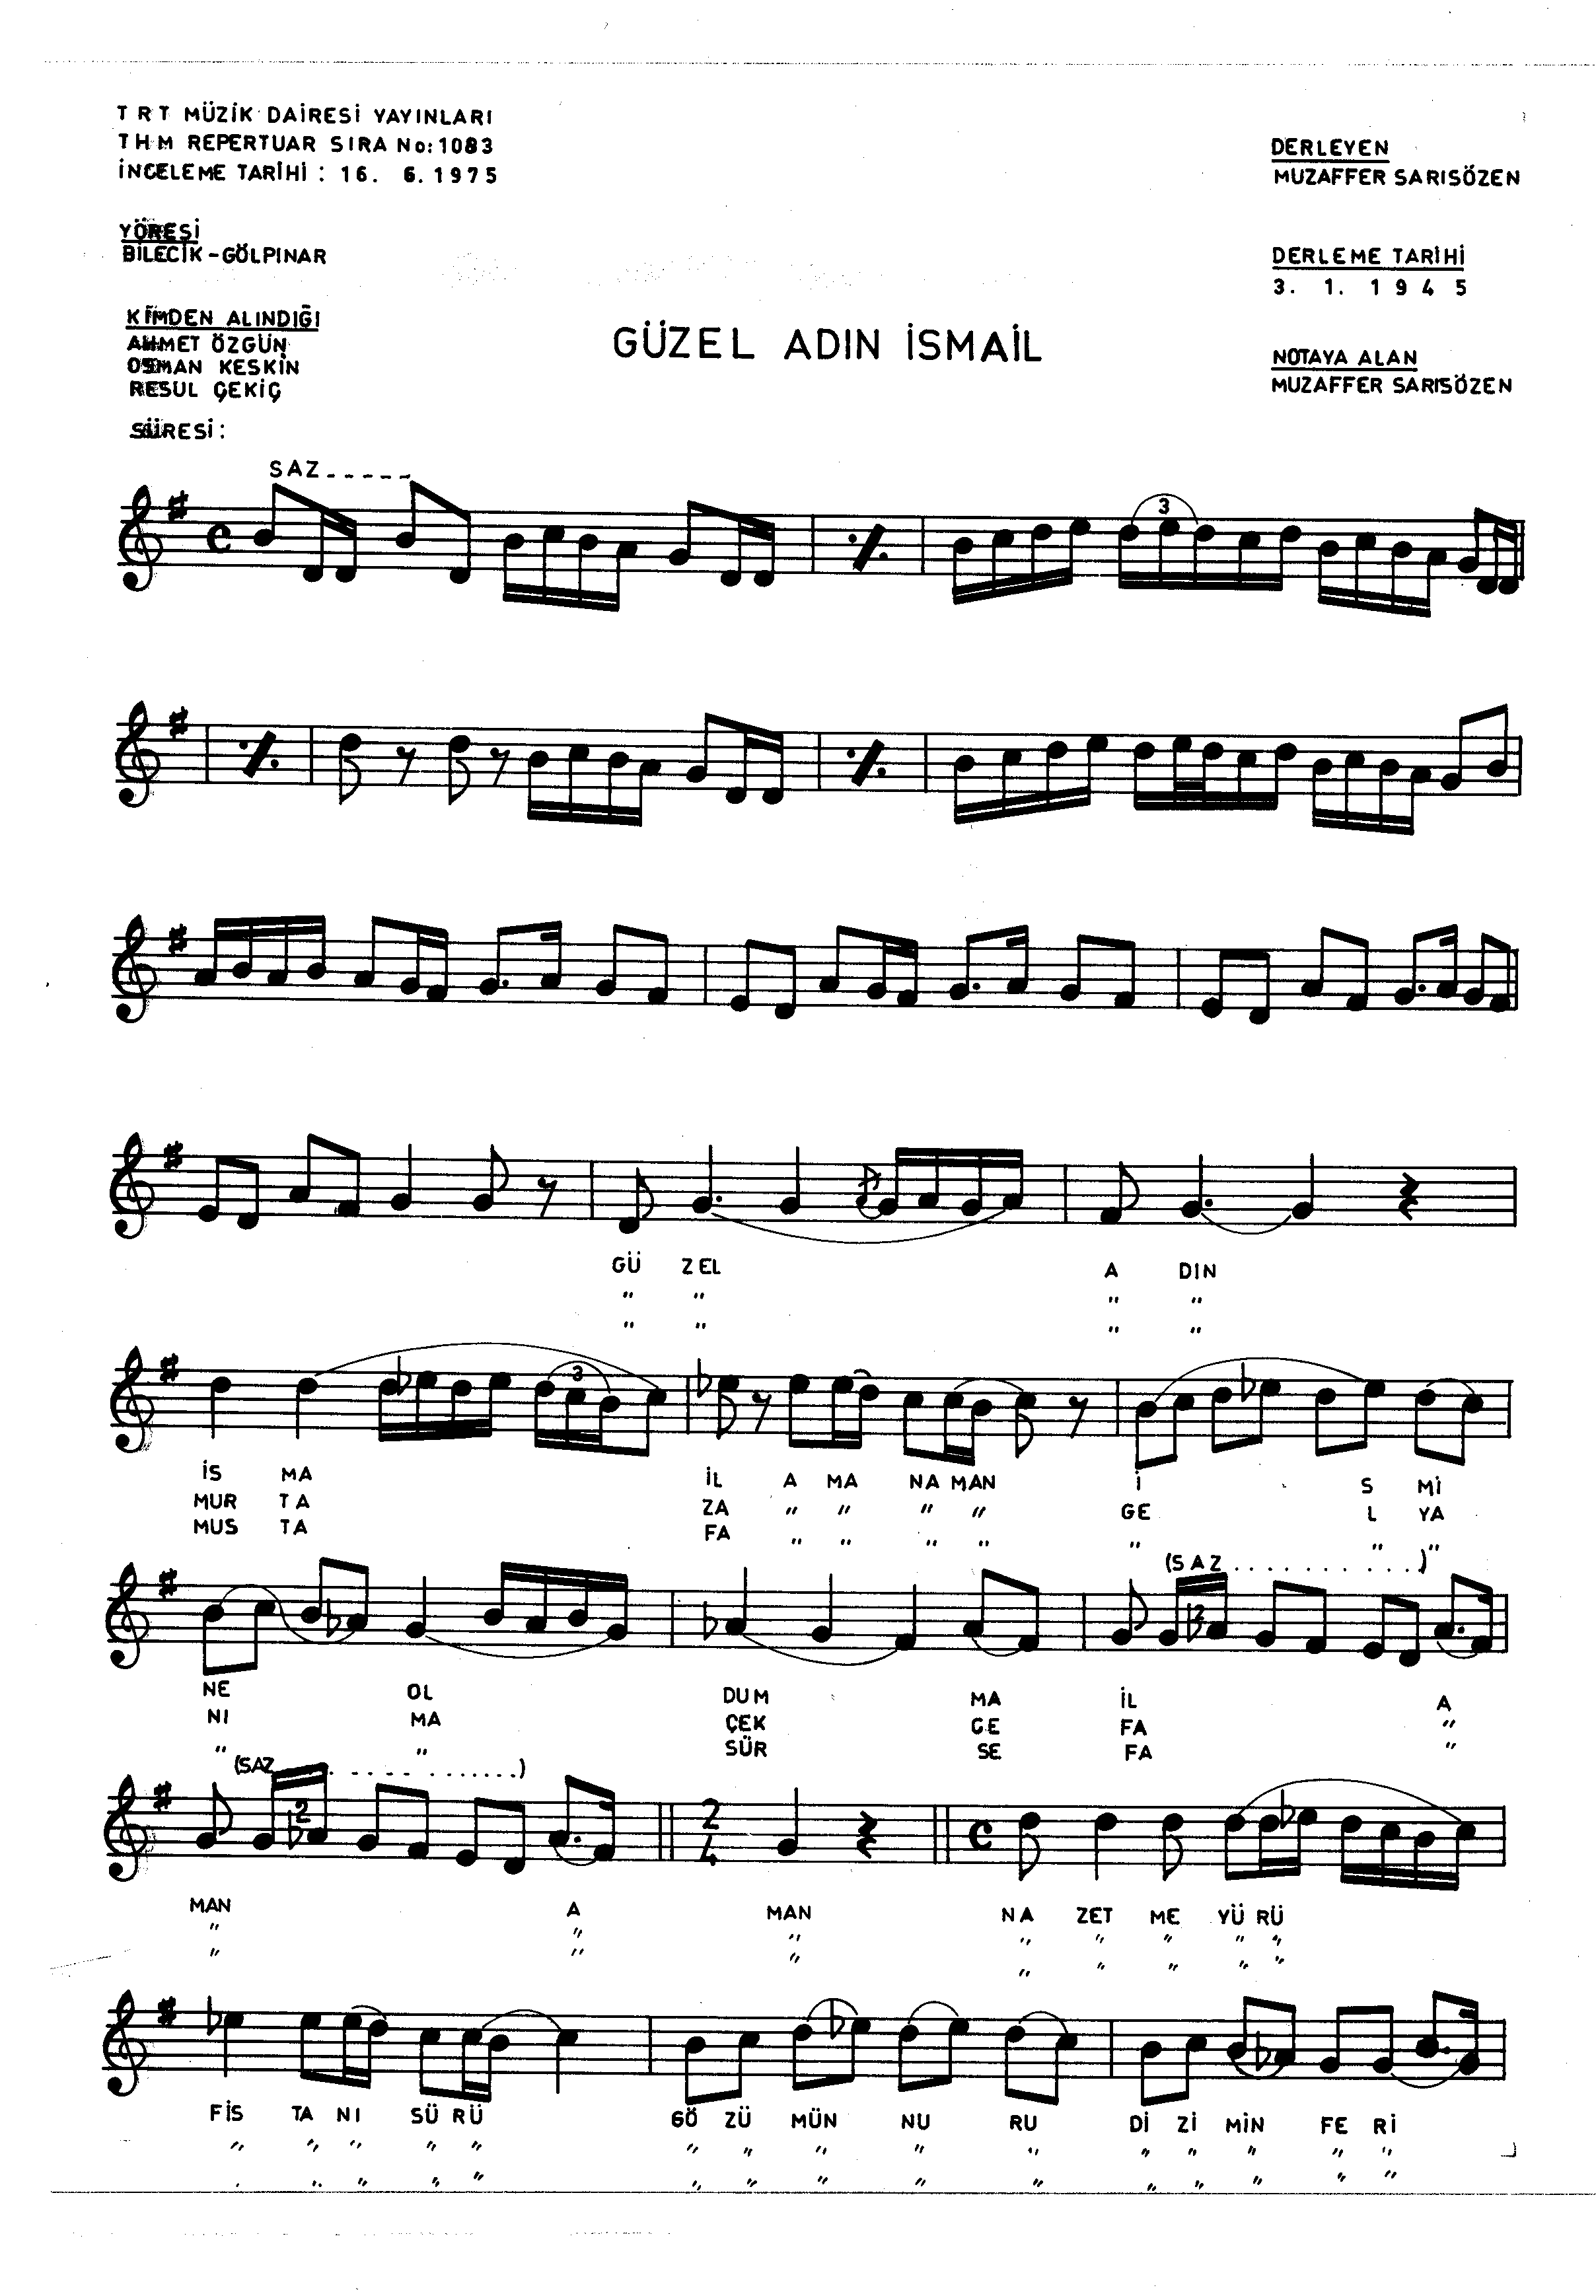 TRT MÜZİK DAİRESİ YAYINLARI
THM REPERTUAR SIRA No: 1083
İNCELEME TARİHİ : 16. 6. 1975
DERLEYEN
MUZAFFER SARISÖZEN
YÖRESİ
BİLECİK - GÖLPINAR
DERLEME TARİHİ
3. 1. 1945
KİMDEN ALINDIĞI
AHMET ÖZGÜN
OSMAN KESKİN
RESUL ÇEKİÇ
GÜZEL ADIN İSMAİL
NOTAYA ALAN
MUZAFFER SARISÖZEN
SÜRESİ :
SAZ-----
3
GÜ ZEL A DIN
" " " "
" " " "
3
İS MA İL A MA NA MAN İ S Mİ
MUR TA ZA " " " " GE L YA
MUS TA FA " " " " " " "
(SAZ...........)
2
NE OL DUM MA İL A
NI MA ÇEK CE FA "
" " SÜR SE FA "
(SAZ...........)
2
2
4
MAN A MAN NA ZET ME YÜ RÜ
" " " " " " " "
" " " " " " " "
FİS TA NI SÜ RÜ GÖ ZÜ MÜN NU RU Dİ Zİ MİN FE Rİ
" " " " " " " " " " " " " " "
" " " " " " " " " " " " " " "